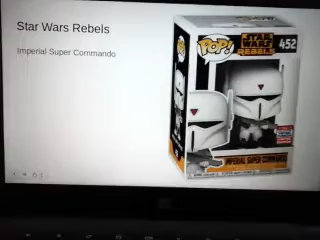 Star Wars Rebels
Imperial Super Commando
POP!
STAR WARS
REBELS
452
IMPERIAL SUPER COMMANDO